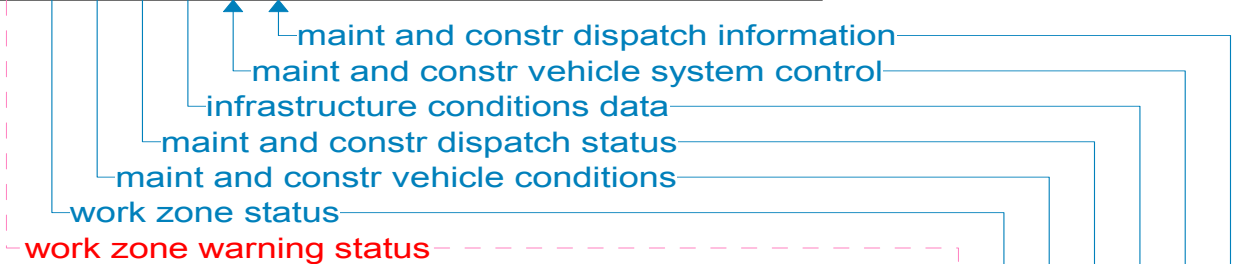 maint and constr dispatch information
maint and constr vehicle system control
infrastructure conditions data
maint and constr dispatch status
maint and constr vehicle conditions
work zone status
work zone warning status